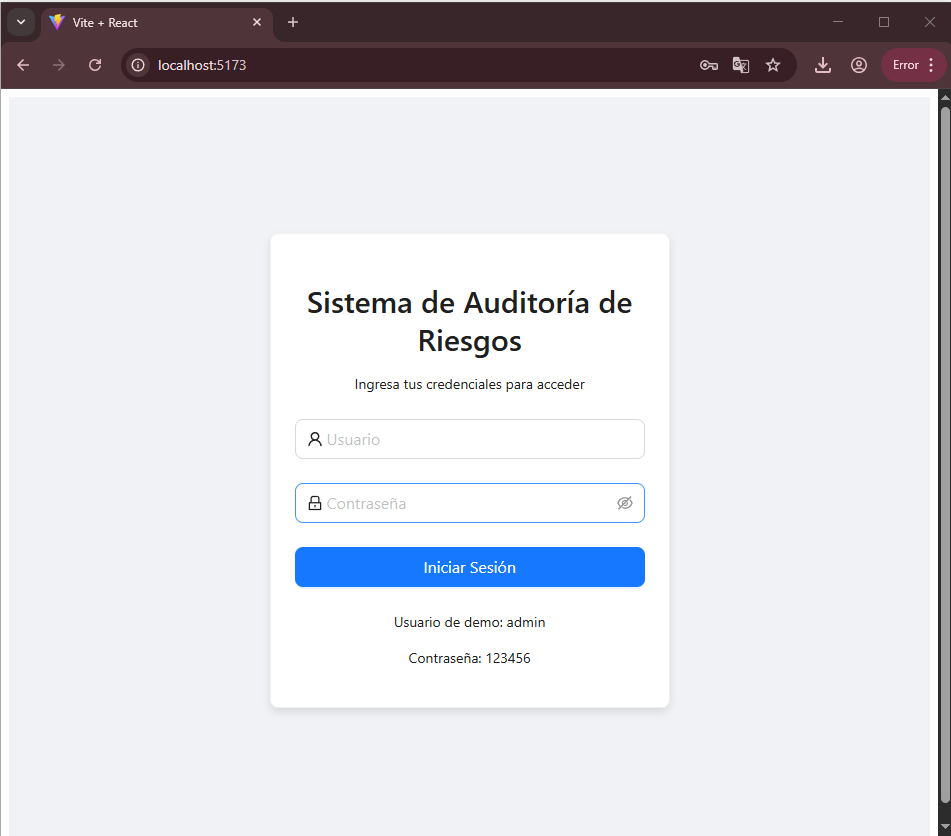 Vite + React
localhost:5173
Error
Sistema de Auditoría de
Riesgos
Ingresa tus credenciales para acceder
Usuario
Contraseña
Iniciar Sesión
Usuario de demo: admin
Contraseña: 123456